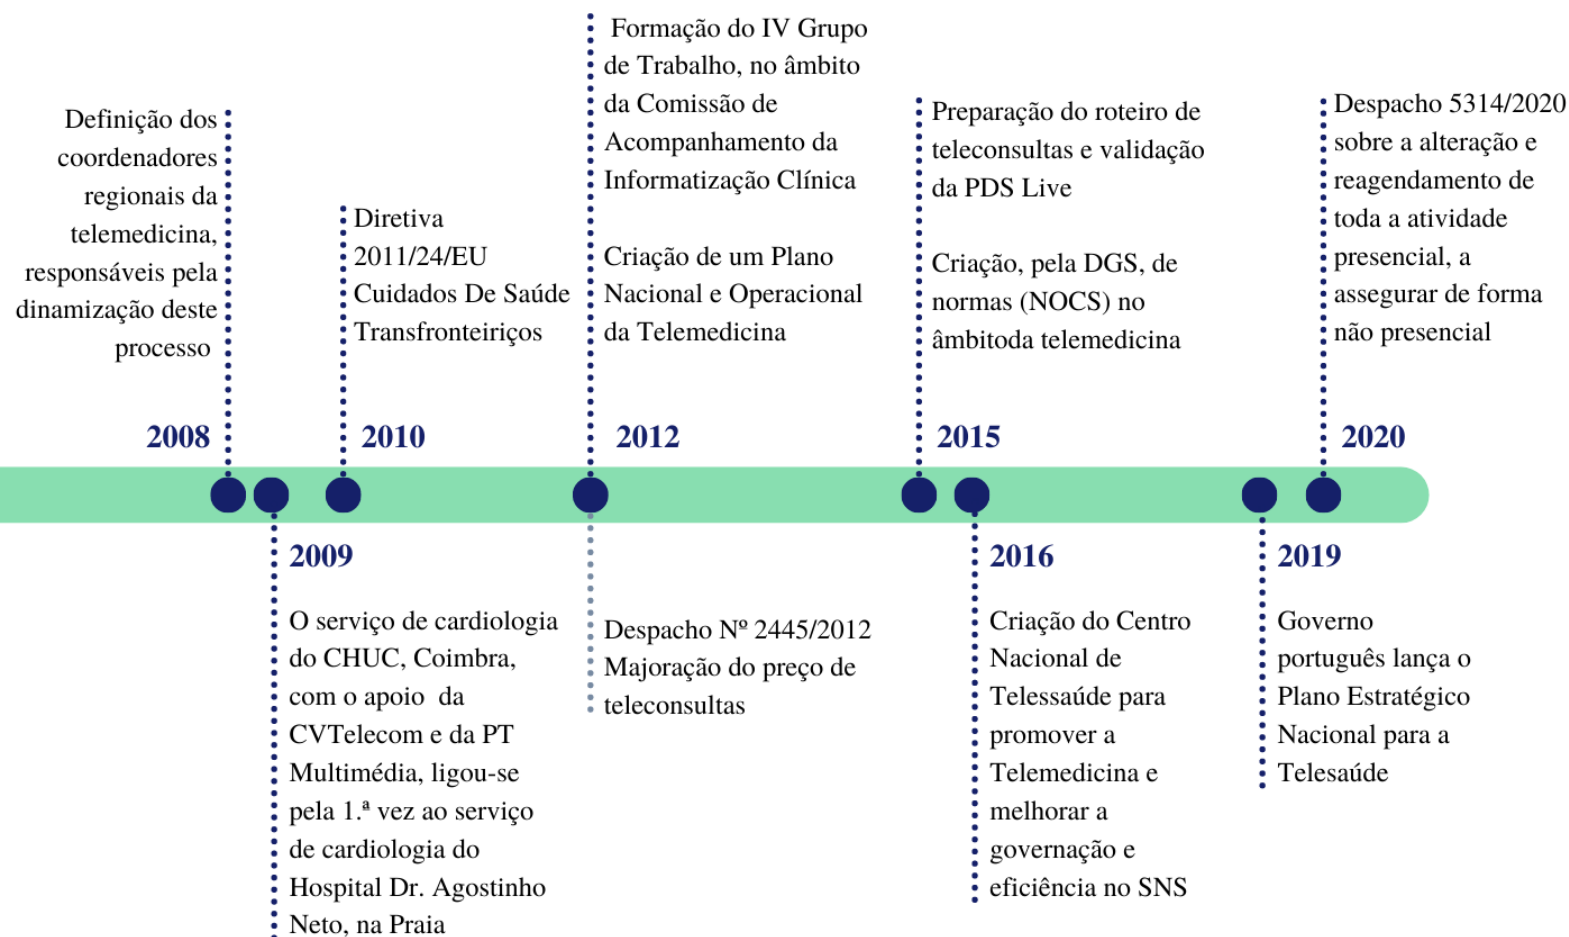 Definição dos
coordenadores
regionais da
telemedicina,
responsáveis pela
dinamização deste
processo
2008
Diretiva
2011/24/EU
Cuidados De Saúde
Transfronteiriços
2010
Formação do IV Grupo
de Trabalho, no âmbito
da Comissão de
Acompanhamento da
Informatização Clínica
Criação de um Plano
Nacional e Operacional
da Telemedicina
2012
Preparação do roteiro de
teleconsultas e validação
da PDS Live
Criação, pela DGS, de
normas (NOCS) no
âmbitoda telemedicina
2015
Despacho 5314/2020
sobre a alteração e
reagendamento de
toda a atividade
presencial, a
assegurar de forma
não presencial
2020
2009
O serviço de cardiologia
do CHUC, Coimbra,
com o apoio da
CVTelecom e da PT
Multimédia, ligou-se
pela 1.ª vez ao serviço
de cardiologia do
Hospital Dr. Agostinho
Neto, na Praia
Despacho Nº 2445/2012
Majoração do preço de
teleconsultas
2016
Criação do Centro
Nacional de
Telessaúde para
promover a
Telemedicina e
melhorar a
governação e
eficiência no SNS
2019
Governo
português lança o
Plano Estratégico
Nacional para a
Telesaúde